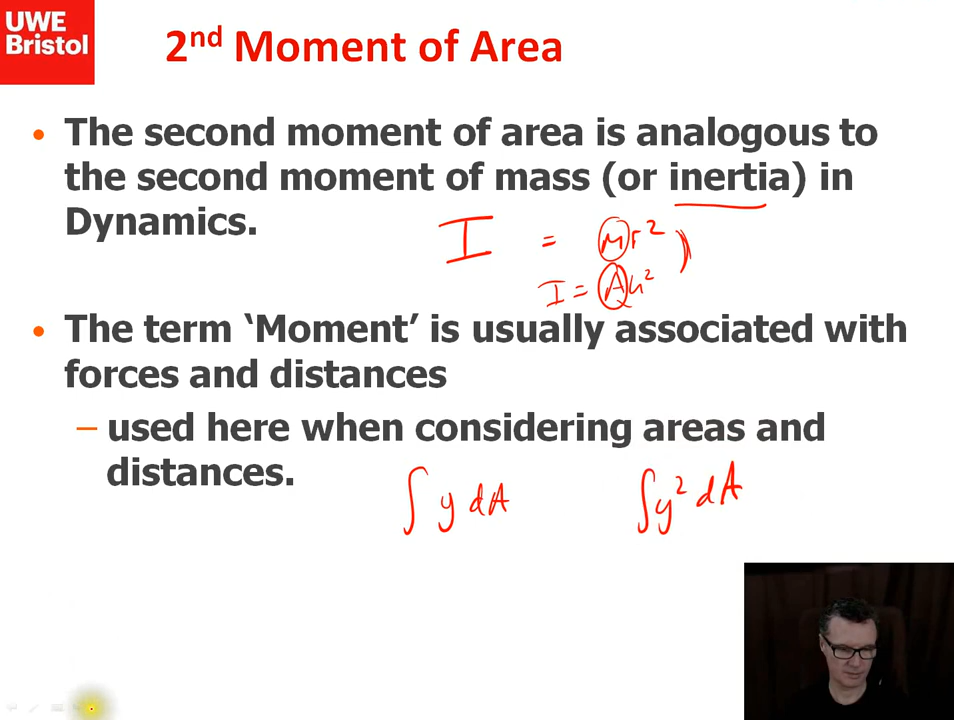 UWE
Bristol
2nd Moment of Area
• The second moment of area is analogous to
the second moment of mass (or inertia) in
Dynamics.
I = Mr²
I = Ah²
• The term ‘Moment’ is usually associated with
forces and distances
– used here when considering areas and
distances.
∫ y dA ∫ y² dA